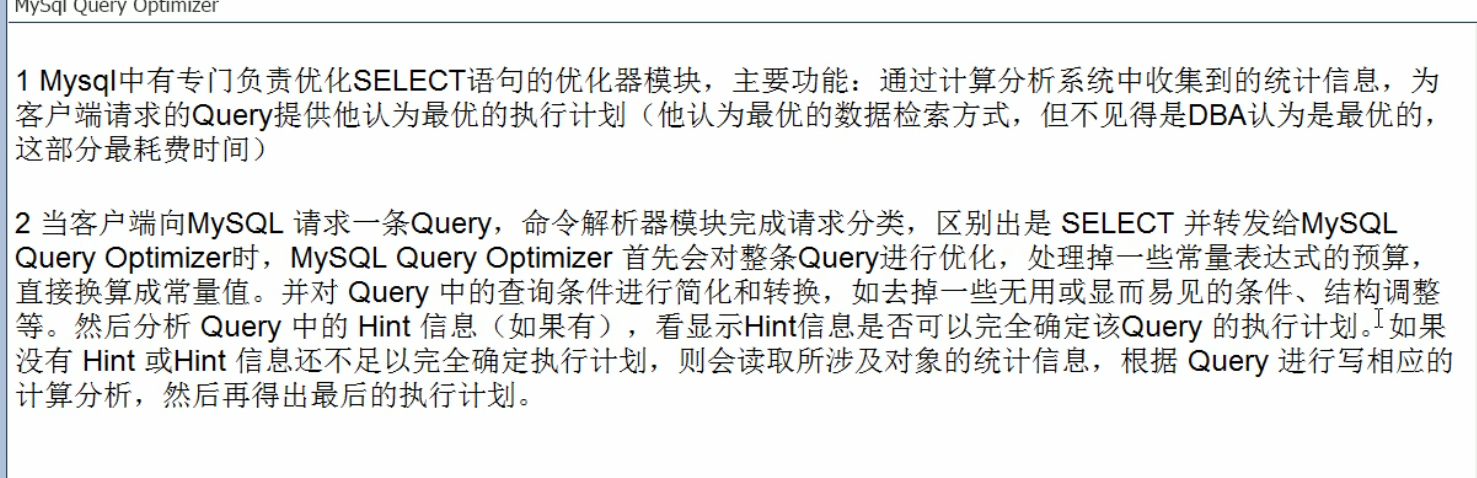 MySql Query Optimizer
1 Mysql中有专门负责优化SELECT语句的优化器模块，主要功能：通过计算分析系统中收集到的统计信息，为
客户端请求的Query提供他认为最优的执行计划（他认为最优的数据检索方式，但不见得是DBA认为是最优的，
这部分最耗费时间）
2 当客户端向MySQL 请求一条Query，命令解析器模块完成请求分类，区别出是 SELECT 并转发给MySQL
Query Optimizer时，MySQL Query Optimizer 首先会对整条Query进行优化，处理掉一些常量表达式的预算，
直接换算成常量值。并对 Query 中的查询条件进行简化和转换，如去掉一些无用或显而易见的条件、结构调整
等。然后分析 Query 中的 Hint 信息（如果有），看显示Hint信息是否可以完全确定该Query 的执行计划。如果
没有 Hint 或Hint 信息还不足以完全确定执行计划，则会读取所涉及对象的统计信息，根据 Query 进行写相应的
计算分析，然后再得出最后的执行计划。